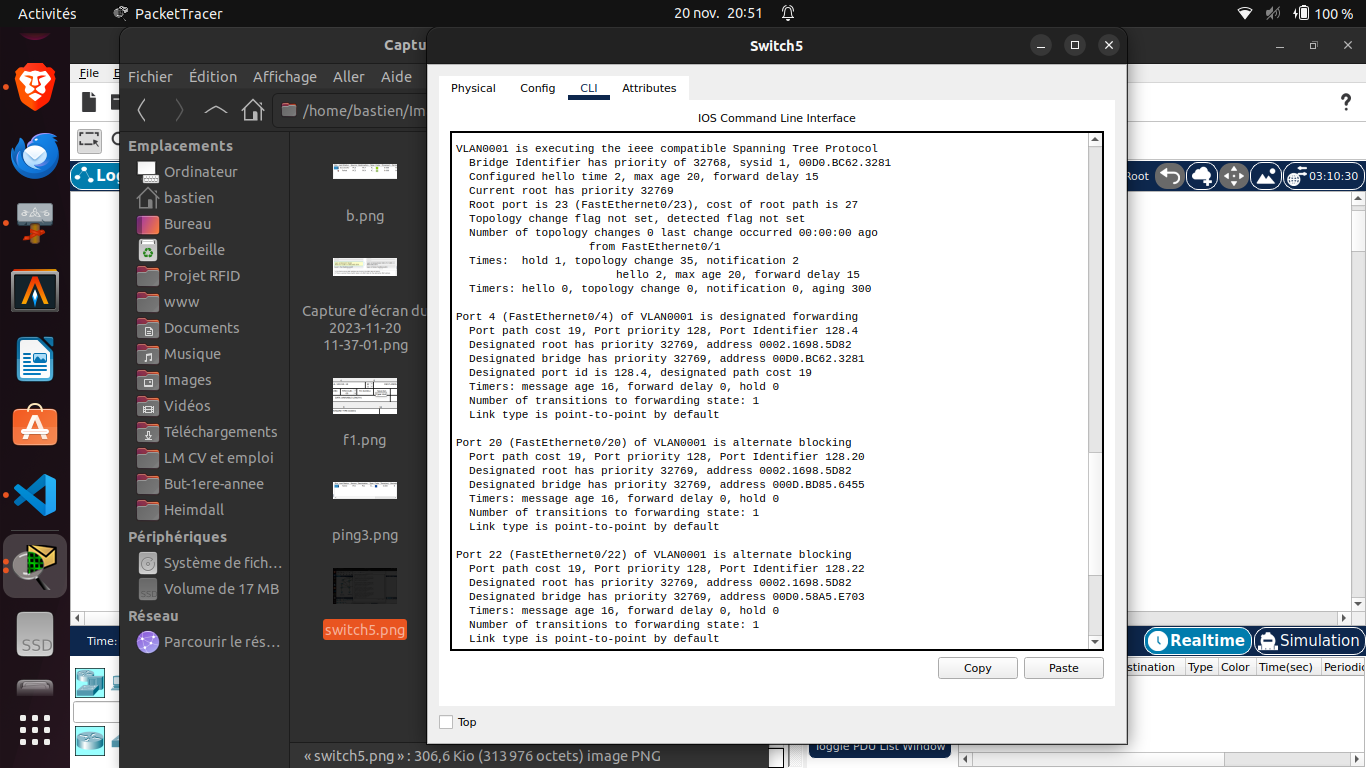 Activités
PacketTracer
20 nov. 20:51
100 %
Captu
Switch5
File
Fichier Édition Affichage Aller Aide
/home/bastien/Im
Physical Config CLI Attributes
IOS Command Line Interface
?
Log
Root
03:10:30
Emplacements
Ordinateur
bastien
Bureau
Corbeille
Projet RFID
www
Documents
Musique
Images
Vidéos
Téléchargements
LM CV et emploi
But-1ere-annee
Heimdall
Périphériques
Système de fich…
Volume de 17 MB
Réseau
Parcourir le rés…
b.png
Capture d’écran du
2023-11-20
11-37-01.png
f1.png
ping3.png
switch5.png
VLAN0001 is executing the ieee compatible Spanning Tree Protocol
Bridge Identifier has priority of 32768, sysid 1, 00D0.BC62.3281
Configured hello time 2, max age 20, forward delay 15
Current root has priority 32769
Root port is 23 (FastEthernet0/23), cost of root path is 27
Topology change flag not set, detected flag not set
Number of topology changes 0 last change occurred 00:00:00 ago
from FastEthernet0/1
Times: hold 1, topology change 35, notification 2
hello 2, max age 20, forward delay 15
Timers: hello 0, topology change 0, notification 0, aging 300
Port 4 (FastEthernet0/4) of VLAN0001 is designated forwarding
Port path cost 19, Port priority 128, Port Identifier 128.4
Designated root has priority 32769, address 0002.1698.5D82
Designated bridge has priority 32769, address 00D0.BC62.3281
Designated port id is 128.4, designated path cost 19
Timers: message age 16, forward delay 0, hold 0
Number of transitions to forwarding state: 1
Link type is point-to-point by default
Port 20 (FastEthernet0/20) of VLAN0001 is alternate blocking
Port path cost 19, Port priority 128, Port Identifier 128.20
Designated root has priority 32769, address 0002.1698.5D82
Designated bridge has priority 32769, address 000D.BD85.6455
Timers: message age 16, forward delay 0, hold 0
Number of transitions to forwarding state: 1
Link type is point-to-point by default
Port 22 (FastEthernet0/22) of VLAN0001 is alternate blocking
Port path cost 19, Port priority 128, Port Identifier 128.22
Designated root has priority 32769, address 0002.1698.5D82
Designated bridge has priority 32769, address 00D0.58A5.E703
Timers: message age 16, forward delay 0, hold 0
Number of transitions to forwarding state: 1
Link type is point-to-point by default
Copy Paste
Top
Time:
Realtime Simulation
stination Type Color Time(sec) Periodic
SSD
« switch5.png » : 306,6 Kio (313 976 octets) image PNG
Toggle PDU List Window